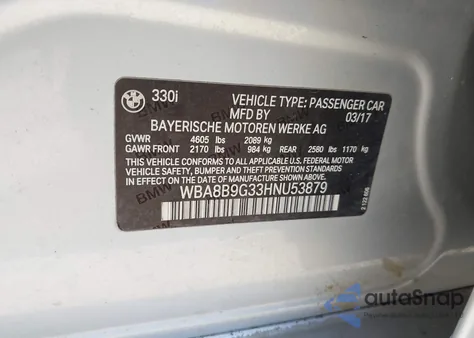 BMW 330i VEHICLE TYPE: PASSENGER CAR
MFD BY 03/17
BAYERISCHE MOTOREN WERKE AG
GVWR 4605 lbs 2089 kg
GAWR FRONT 2170 lbs 984 kg REAR 2580 lbs 1170 kg
THIS VEHICLE CONFORMS TO ALL APPLICABLE U.S. FEDERAL MOTOR
VEHICLE SAFETY, BUMPER, AND THEFT PREVENTION STANDARDS
IN EFFECT ON THE DATE OF MANUFACTURE SHOWN ABOVE.
WBA8B9G33HNU53879
autoSnap